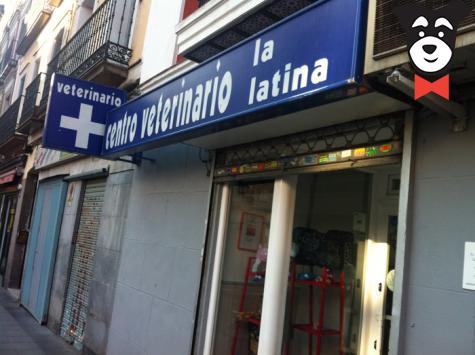 veterinario
centro veterinario
la
latina